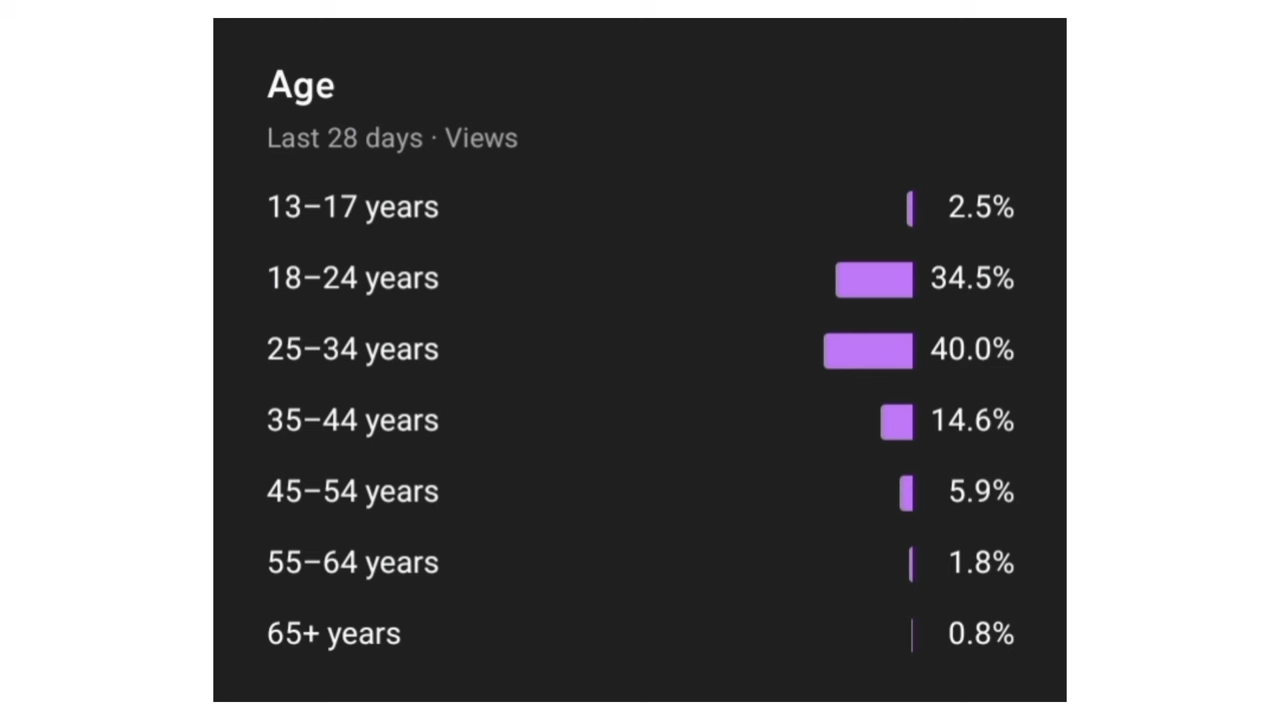 Age
Last 28 days · Views
13–17 years 2.5%
18–24 years 34.5%
25–34 years 40.0%
35–44 years 14.6%
45–54 years 5.9%
55–64 years 1.8%
65+ years 0.8%